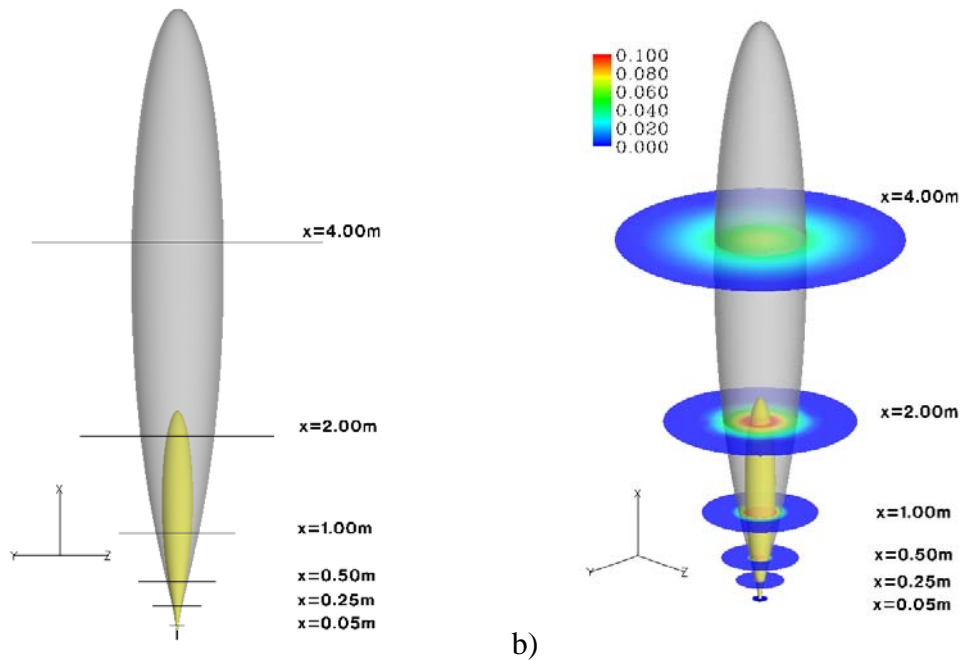 x=4.00m
x=2.00m
x=1.00m
x=0.50m
x=0.25m
x=0.05m
X
Y
Z
0.100
0.080
0.060
0.040
0.020
0.000
x=4.00m
x=2.00m
x=1.00m
x=0.50m
x=0.25m
x=0.05m
X
Y
Z
b)